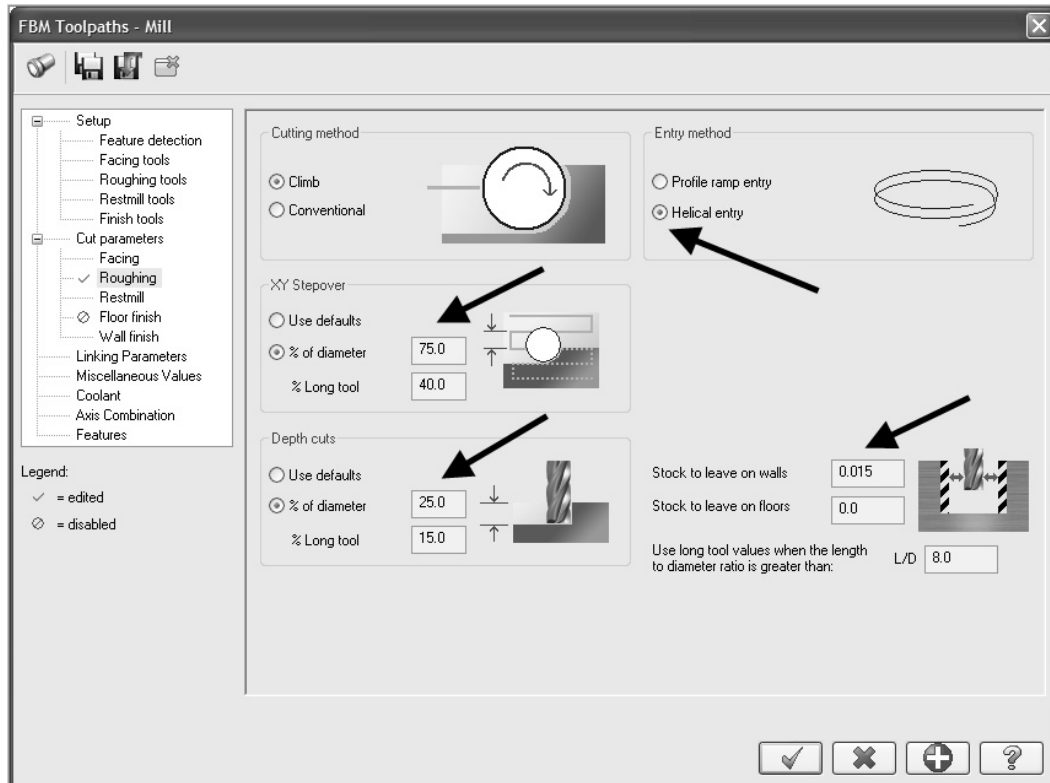 FBM Toolpaths - Mill
Setup
Feature detection
Facing tools
Roughing tools
Restmill tools
Finish tools
Cut parameters
Facing
Roughing
Restmill
Floor finish
Wall finish
Linking Parameters
Miscellaneous Values
Coolant
Axis Combination
Features
Legend:
= edited
= disabled
Cutting method
Climb
Conventional
Entry method
Profile ramp entry
Helical entry
XY Stepover
Use defaults
% of diameter 75.0
% Long tool 40.0
Depth cuts
Use defaults
% of diameter 25.0
% Long tool 15.0
Stock to leave on walls 0.015
Stock to leave on floors 0.0
Use long tool values when the length
to diameter ratio is greater than: L/D 8.0